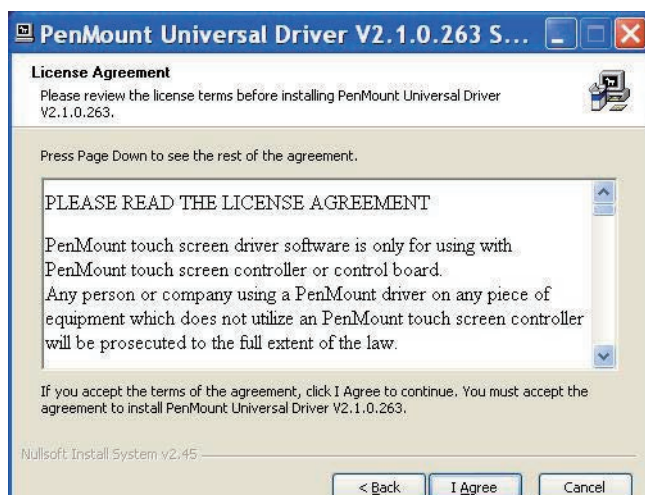 PenMount Universal Driver V2.1.0.263 S...
License Agreement
Please review the license terms before installing PenMount Universal Driver
V2.1.0.263.
Press Page Down to see the rest of the agreement.
PLEASE READ THE LICENSE AGREEMENT
PenMount touch screen driver software is only for using with
PenMount touch screen controller or control board.
Any person or company using a PenMount driver on any piece of
equipment which does not utilize an PenMount touch screen controller
will be prosecuted to the full extent of the law.
If you accept the terms of the agreement, click I Agree to continue. You must accept the
agreement to install PenMount Universal Driver V2.1.0.263.
Nullsoft Install System v2.45
< Back I Agree Cancel